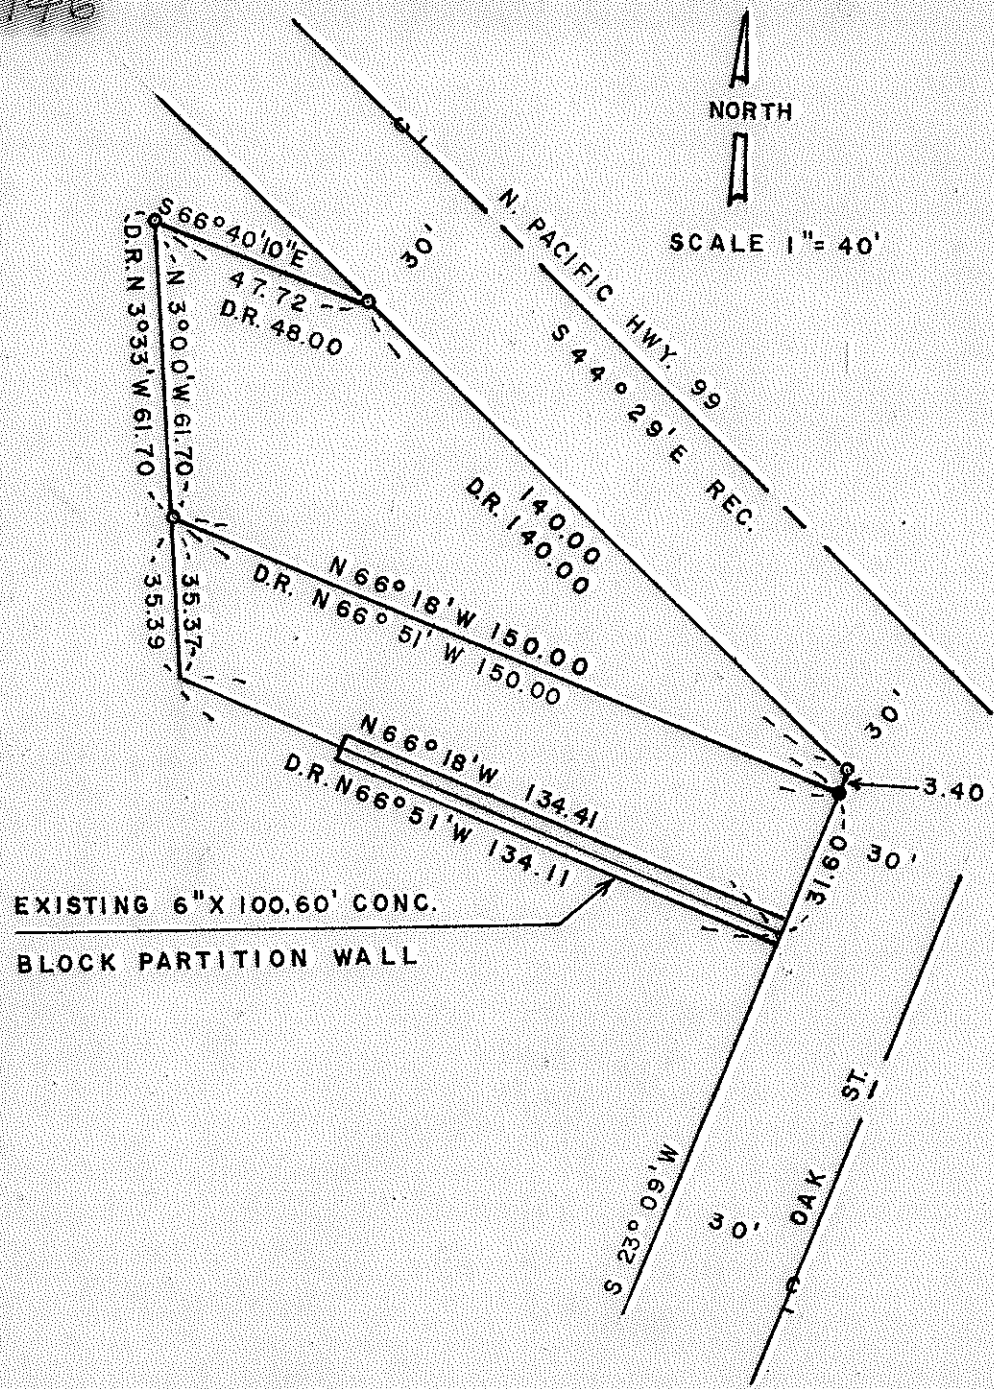 146
NORTH
SCALE 1"= 40'
N. PACIFIC HWY. 99
S 44°29'E REC.
30'
S 66°40'10"E
47.72
D.R. 48.00
D.R. N 3°33'W 61.70
N 3°00'W 61.70
140.00
D.R. 140.00
N 66°18'W 150.00
D.R. N 66°51'W 150.00
35.39
35.37
30'
3.40
N 66°18'W 134.41
D.R. N 66°51'W 134.11
31.60
30'
EXISTING 6"X 100.60' CONC.
BLOCK PARTITION WALL
S 23°09'W
30'
OAK ST.